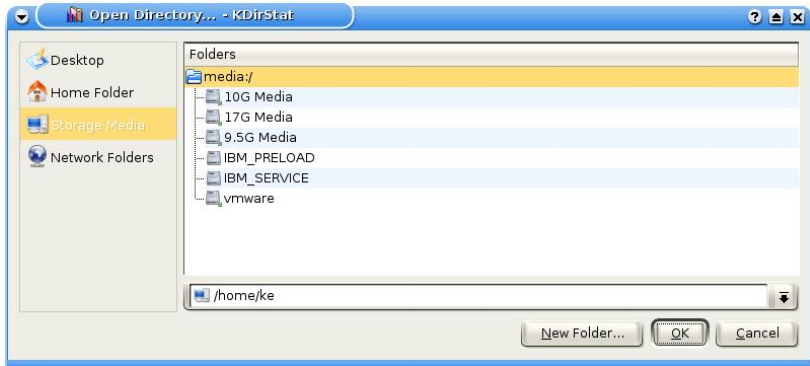 Open Directory... - KDirStat
?
Desktop
Home Folder
Storage Media
Network Folders
Folders
media:/
10G Media
17G Media
9.5G Media
IBM_PRELOAD
IBM_SERVICE
vmware
/home/ke
New Folder...
OK
Cancel